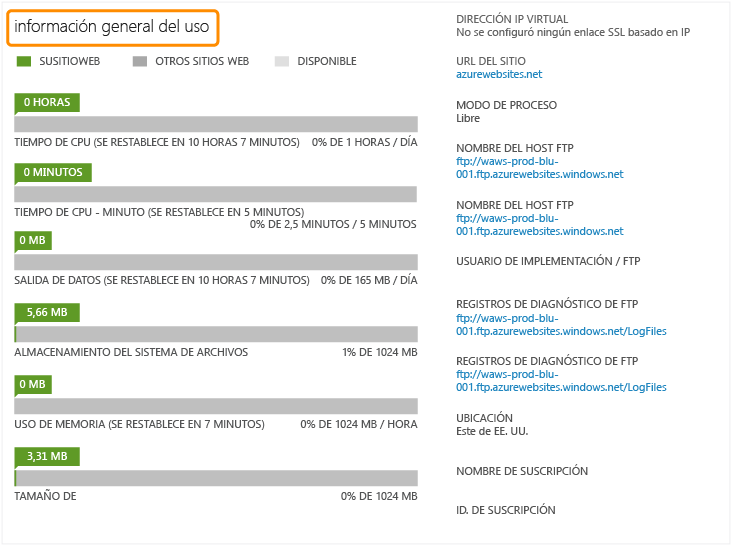 información general del uso
SUSITIOWEB
OTROS SITIOS WEB
DISPONIBLE
0 HORAS
TIEMPO DE CPU (SE RESTABLECE EN 10 HORAS 7 MINUTOS) 0% DE 1 HORAS / DÍA
0 MINUTOS
TIEMPO DE CPU - MINUTO (SE RESTABLECE EN 5 MINUTOS)
0% DE 2,5 MINUTOS / 5 MINUTOS
0 MB
SALIDA DE DATOS (SE RESTABLECE EN 10 HORAS 7 MINUTOS) 0% DE 165 MB / DÍA
5,66 MB
ALMACENAMIENTO DEL SISTEMA DE ARCHIVOS 1% DE 1024 MB
0 MB
USO DE MEMORIA (SE RESTABLECE EN 7 MINUTOS) 0% DE 1024 MB / HORA
3,31 MB
TAMAÑO DE 0% DE 1024 MB
DIRECCIÓN IP VIRTUAL
No se configuró ningún enlace SSL basado en IP
URL DEL SITIO
azurewebsites.net
MODO DE PROCESO
Libre
NOMBRE DEL HOST FTP
ftp://waws-prod-blu-
001.ftp.azurewebsites.windows.net
NOMBRE DEL HOST FTP
ftp://waws-prod-blu-
001.ftp.azurewebsites.windows.net
USUARIO DE IMPLEMENTACIÓN / FTP
REGISTROS DE DIAGNÓSTICO DE FTP
ftp://waws-prod-blu-
001.ftp.azurewebsites.windows.net/LogFiles
REGISTROS DE DIAGNÓSTICO DE FTP
ftp://waws-prod-blu-
001.ftp.azurewebsites.windows.net/LogFiles
UBICACIÓN
Este de EE. UU.
NOMBRE DE SUSCRIPCIÓN
ID. DE SUSCRIPCIÓN